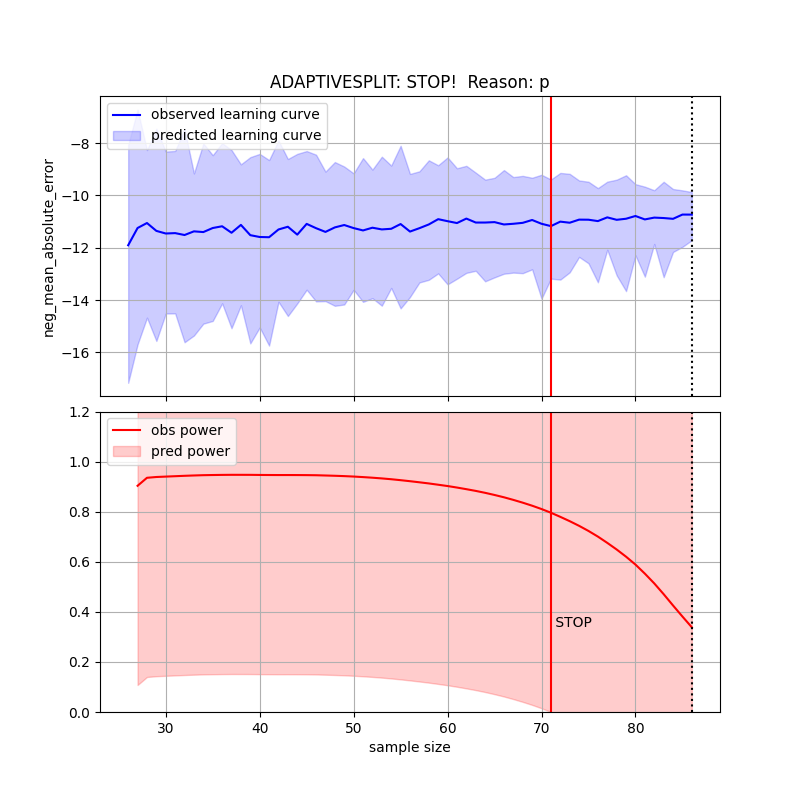 ADAPTIVESPLIT: STOP!  Reason: p
observed learning curve
predicted learning curve
neg_mean_absolute_error
−8
−10
−12
−14
−16
obs power
pred power
1.2
1.0
0.8
0.6
0.4
0.2
0.0
STOP
30 40 50 60 70 80
sample size